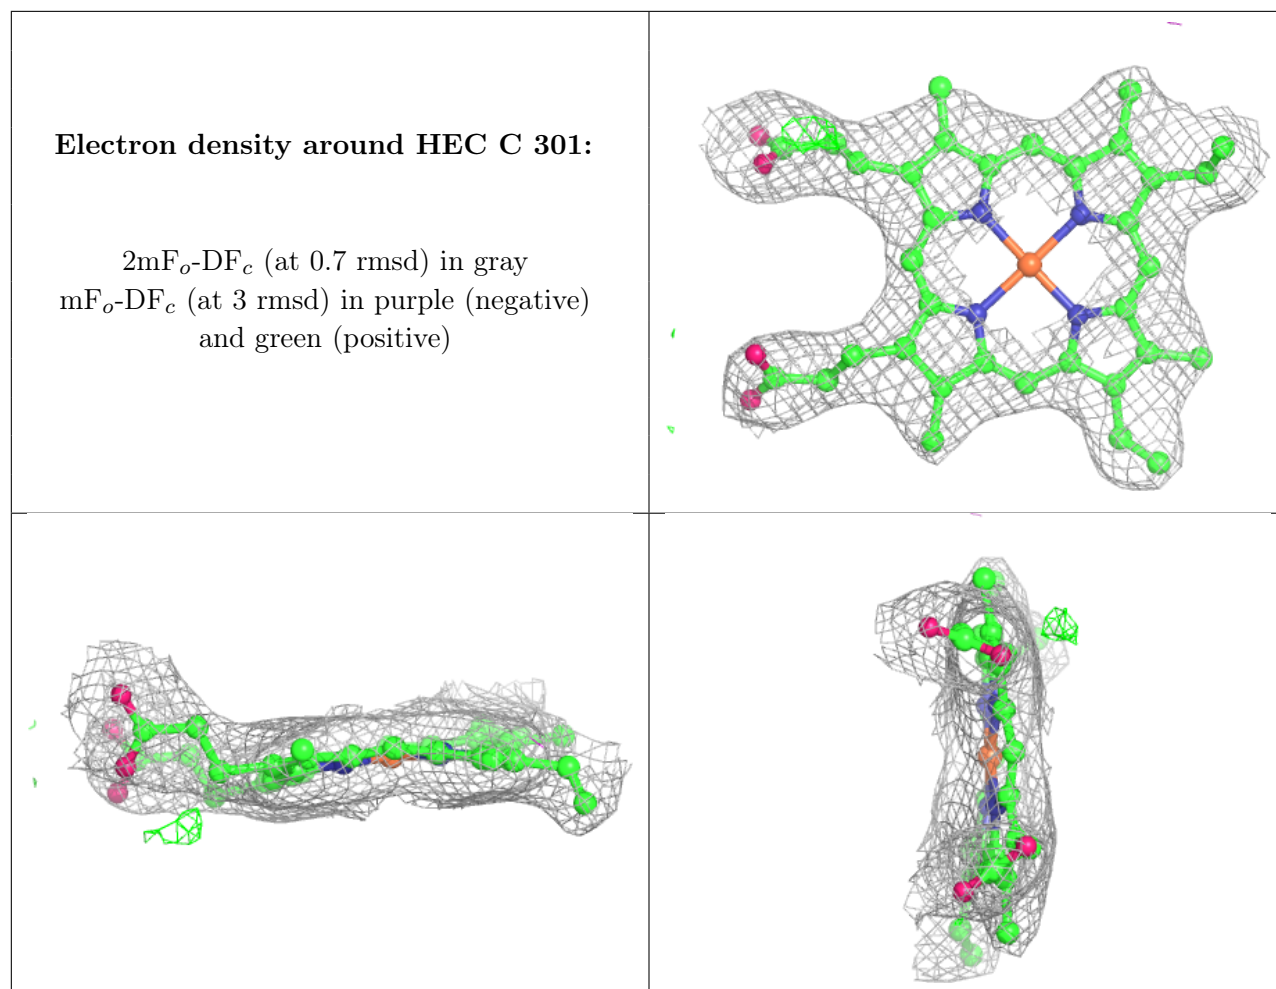 Electron density around HEC C 301:
2mFₒ-DF𝒸 (at 0.7 rmsd) in gray
mFₒ-DF𝒸 (at 3 rmsd) in purple (negative)
and green (positive)